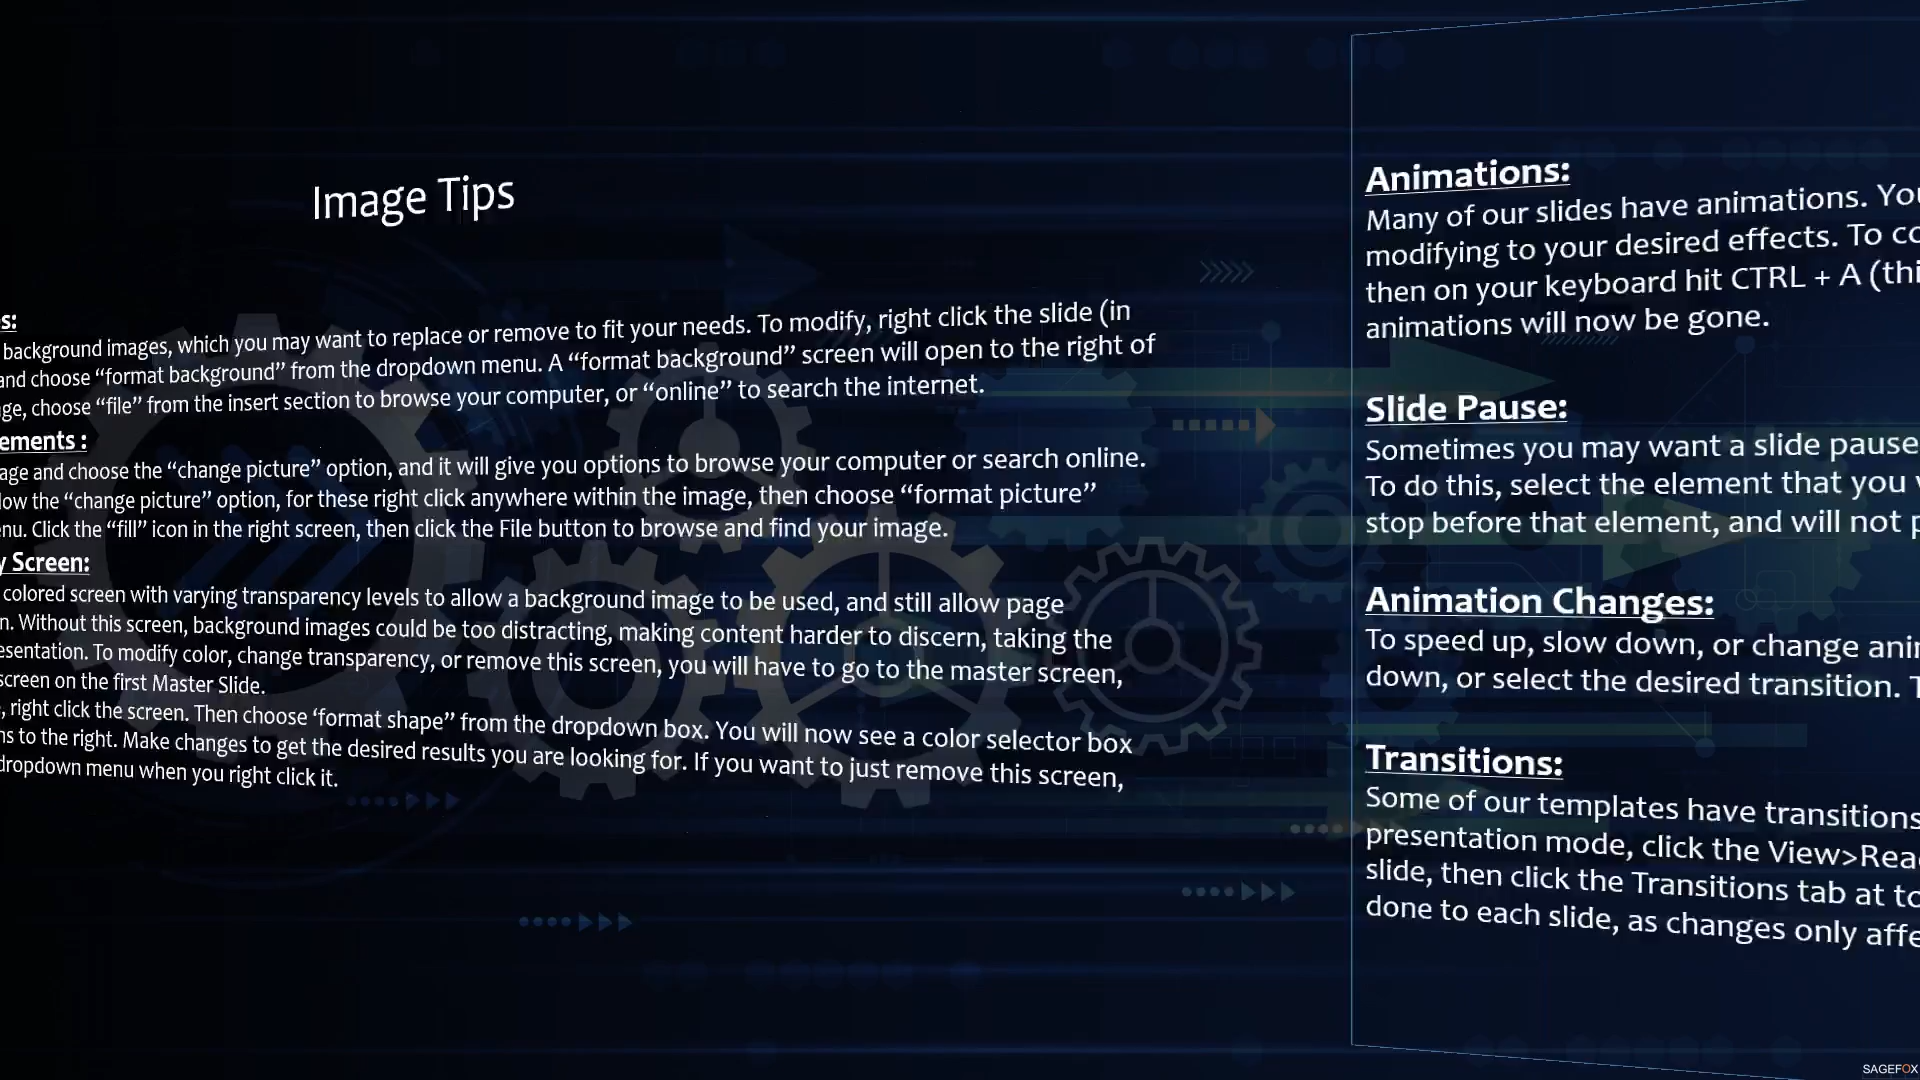 Image Tips
s:
background images, which you may want to replace or remove to fit your needs. To modify, right click the slide (in
and choose “format background” from the dropdown menu. A “format background” screen will open to the right of
ge, choose “file” from the insert section to browse your computer, or “online” to search the internet.
ements :
age and choose the “change picture” option, and it will give you options to browse your computer or search online.
low the “change picture” option, for these right click anywhere within the image, then choose “format picture”
enu. Click the “fill” icon in the right screen, then click the File button to browse and find your image.
y Screen:
colored screen with varying transparency levels to allow a background image to be used, and still allow page
n. Without this screen, background images could be too distracting, making content harder to discern, taking the
esentation. To modify color, change transparency, or remove this screen, you will have to go to the master screen,
screen on the first Master Slide.
, right click the screen. Then choose ‘format shape” from the dropdown box. You will now see a color selector box
ns to the right. Make changes to get the desired results you are looking for. If you want to just remove this screen,
dropdown menu when you right click it.
Animations:
Many of our slides have animations. You
modifying to your desired effects. To co
then on your keyboard hit CTRL + A (thi
animations will now be gone.
Slide Pause:
Sometimes you may want a slide pause
To do this, select the element that you
stop before that element, and will not p
Animation Changes:
To speed up, slow down, or change anim
down, or select the desired transition. T
Transitions:
Some of our templates have transitions
presentation mode, click the View>Read
slide, then click the Transitions tab at to
done to each slide, as changes only affe
SAGEFOX